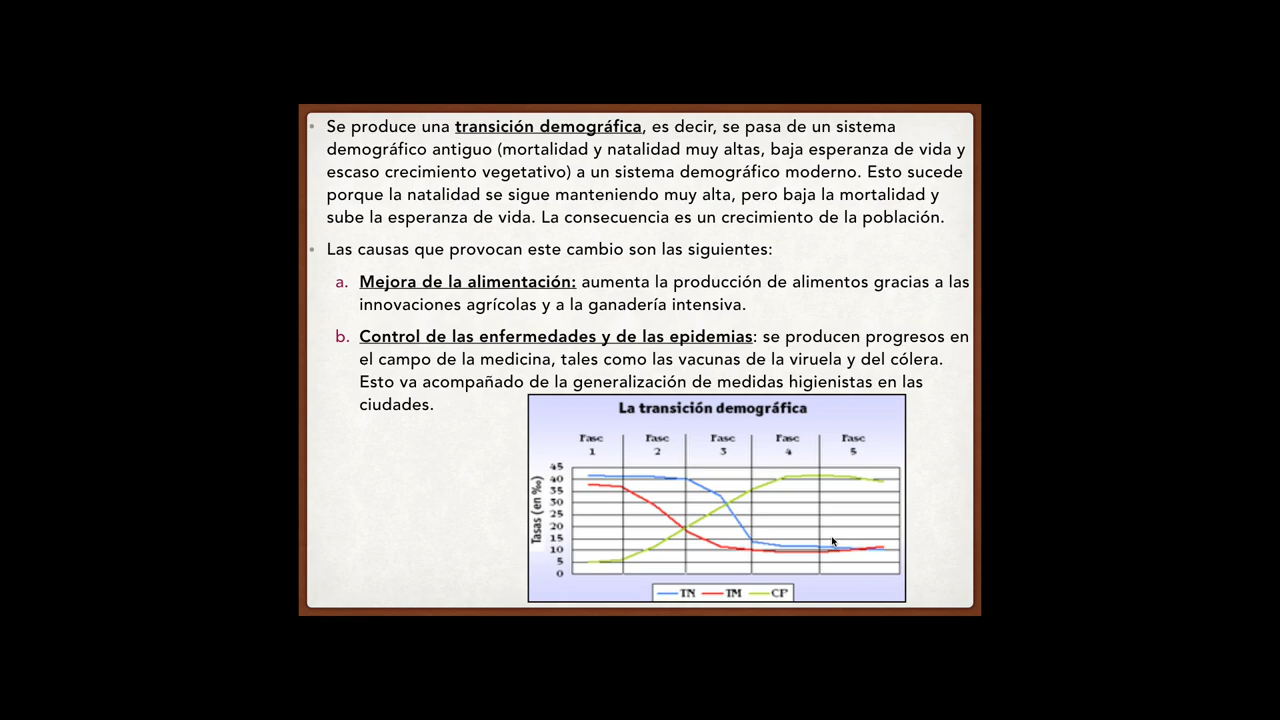 • Se produce una transición demográfica, es decir, se pasa de un sistema
demográfico antiguo (mortalidad y natalidad muy altas, baja esperanza de vida y
escaso crecimiento vegetativo) a un sistema demográfico moderno. Esto sucede
porque la natalidad se sigue manteniendo muy alta, pero baja la mortalidad y
sube la esperanza de vida. La consecuencia es un crecimiento de la población.
• Las causas que provocan este cambio son las siguientes:
a. Mejora de la alimentación: aumenta la producción de alimentos gracias a las
innovaciones agrícolas y a la ganadería intensiva.
b. Control de las enfermedades y de las epidemias: se producen progresos en
el campo de la medicina, tales como las vacunas de la viruela y del cólera.
Esto va acompañado de la generalización de medidas higienistas en las
ciudades.
La transición demográfica
Fase Fase Fase Fase Fase
1 2 3 4 5
Tasas (en ‰)
45
40
35
30
25
20
15
10
5
0
TN TM CP